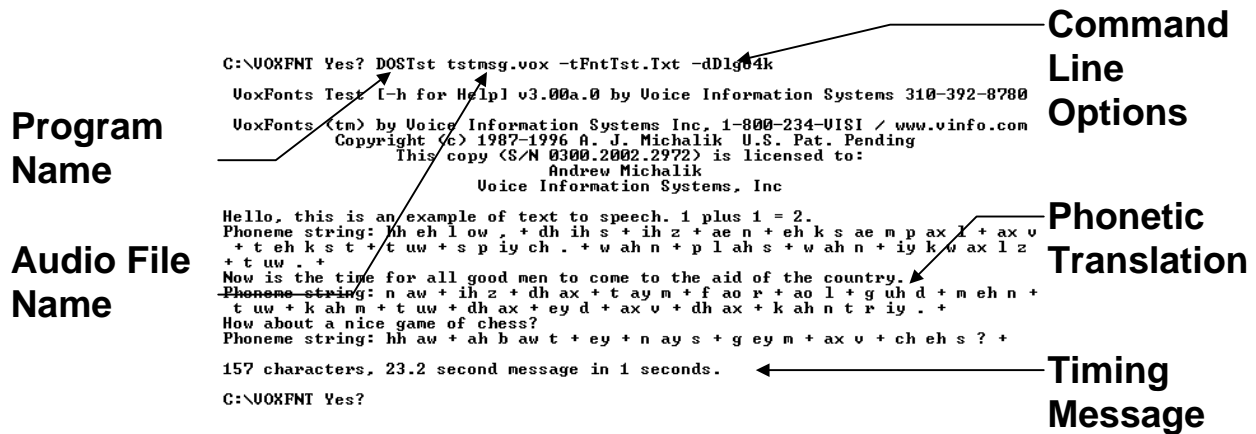 Command
Line
Options
C:\VOXFNT Yes? DOSTst tstmsg.vox -tFntTst.Txt -dDlg64k
VoxFonts Test [-h for Help] v3.00a.0 by Voice Information Systems 310-392-8780
Program
Name
VoxFonts (tm) by Voice Information Systems Inc, 1-800-234-VISI / www.vinfo.com
Copyright (c) 1987-1996 A. J. Michalik U.S. Pat. Pending
This copy (S/N 0300.2002.2972) is licensed to:
Andrew Michalik
Voice Information Systems, Inc
Hello, this is an example of text to speech. 1 plus 1 = 2.
Phoneme string: hh eh l ow , + dh ih s + ih z + ae n + eh k s ae m p ax l + ax v
+ t eh k s t + t uw + s p iy ch . + w ah n + p l ah s + w ah n + iy k w ax l z
+ t uw . +
Phonetic
Translation
Audio File
Name
Now is the time for all good men to come to the aid of the country.
Phoneme string: n aw + ih z + dh ax + t ay m + f ao r + ao l + g uh d + m eh n +
t uw + k ah m + t uw + dh ax + ey d + ax v + dh ax + k ah n t r iy . +
How about a nice game of chess?
Phoneme string: hh aw + ah b aw t + ey + n ay s + g ey m + ax v + ch eh s ? +
157 characters, 23.2 second message in 1 seconds.
Timing
Message
C:\VOXFNT Yes?